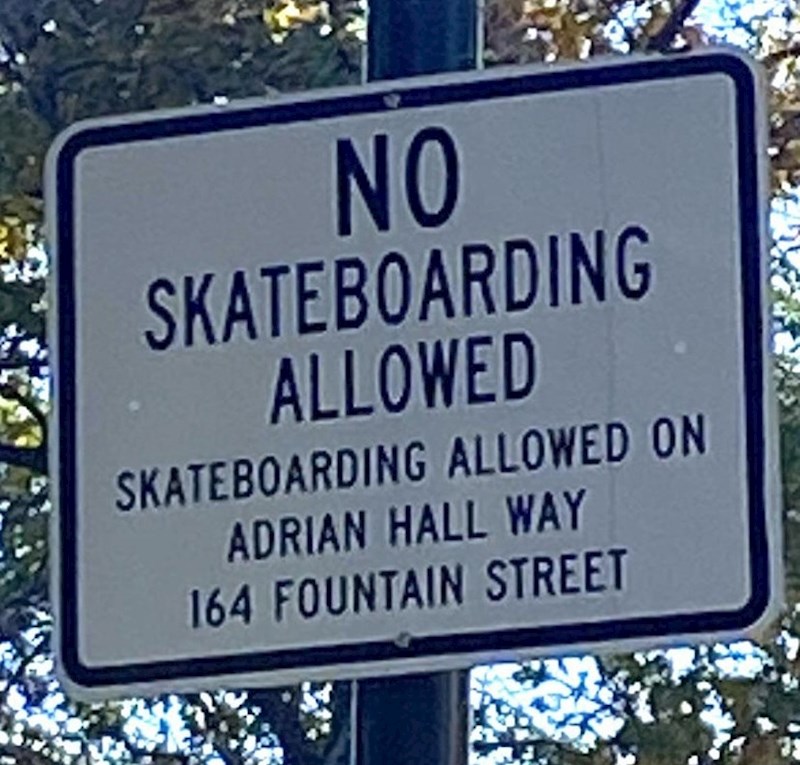 NO
SKATEBOARDING
ALLOWED
SKATEBOARDING ALLOWED ON
ADRIAN HALL WAY
164 FOUNTAIN STREET